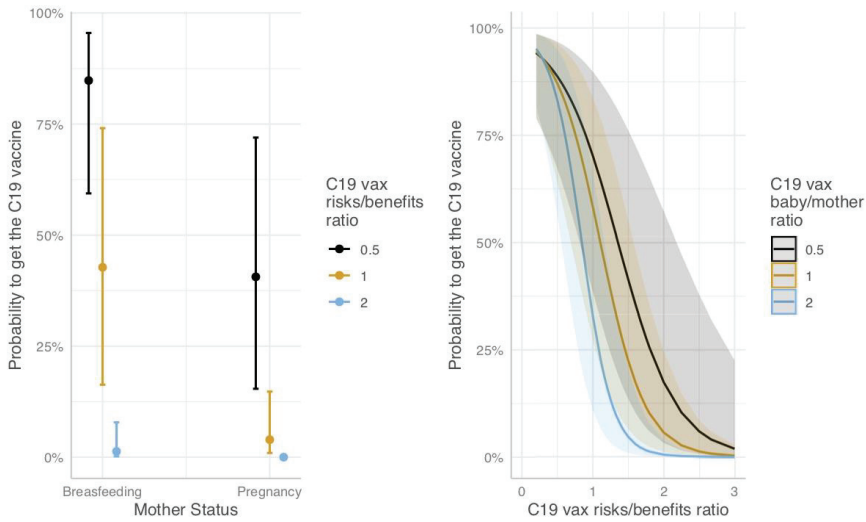 100%
75%
50%
25%
0%
Probability to get the C19 vaccine
Breasfeeding
Pregnancy
Mother Status
C19 vax
risks/benefits
ratio
0.5
1
2
100%
75%
50%
25%
0%
Probability to get the C19 vaccine
0
1
2
3
C19 vax risks/benefits ratio
C19 vax
baby/mother
ratio
0.5
1
2